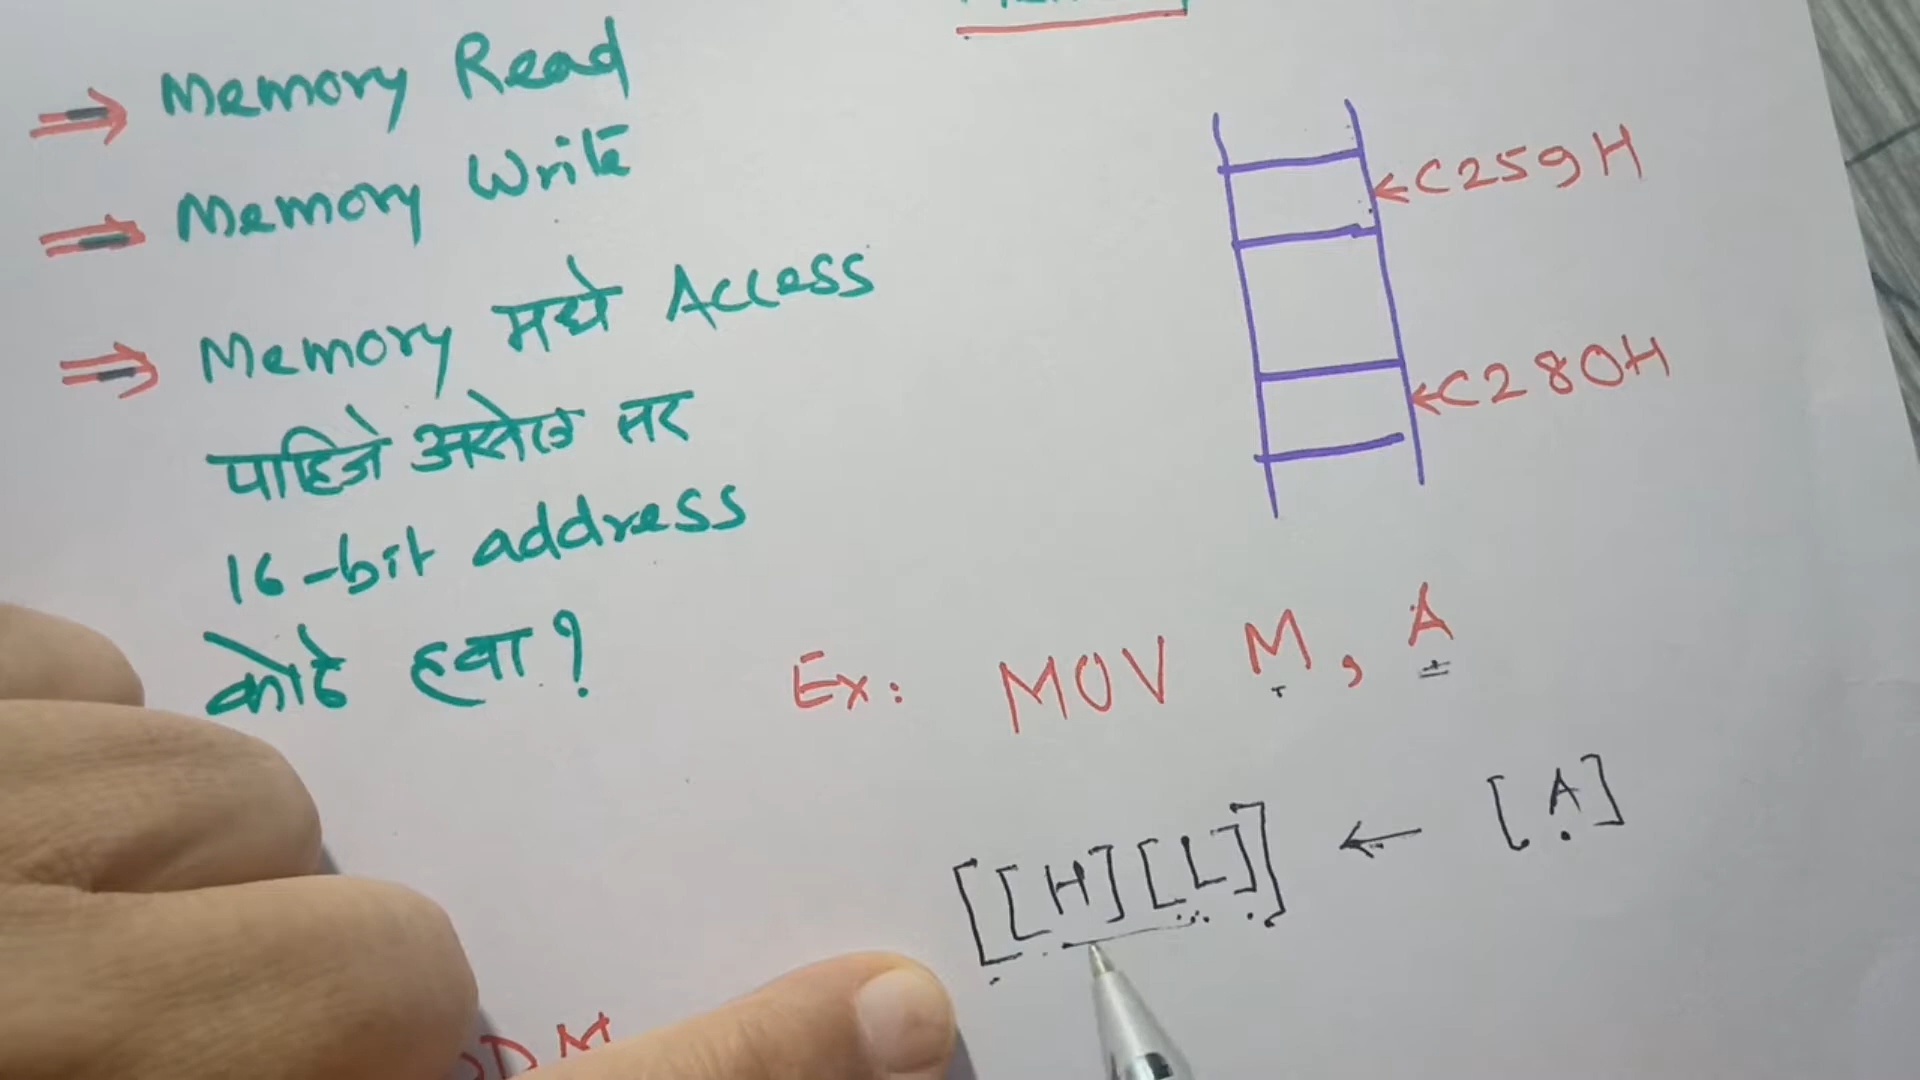 Memory Read
Memory Write
Memory मध्ये Access
पाहिजे असेल तर
16-bit address
कोठे हवा?
C259H
C280H
Ex: MOV M, A
[[H][L]] ← [A]